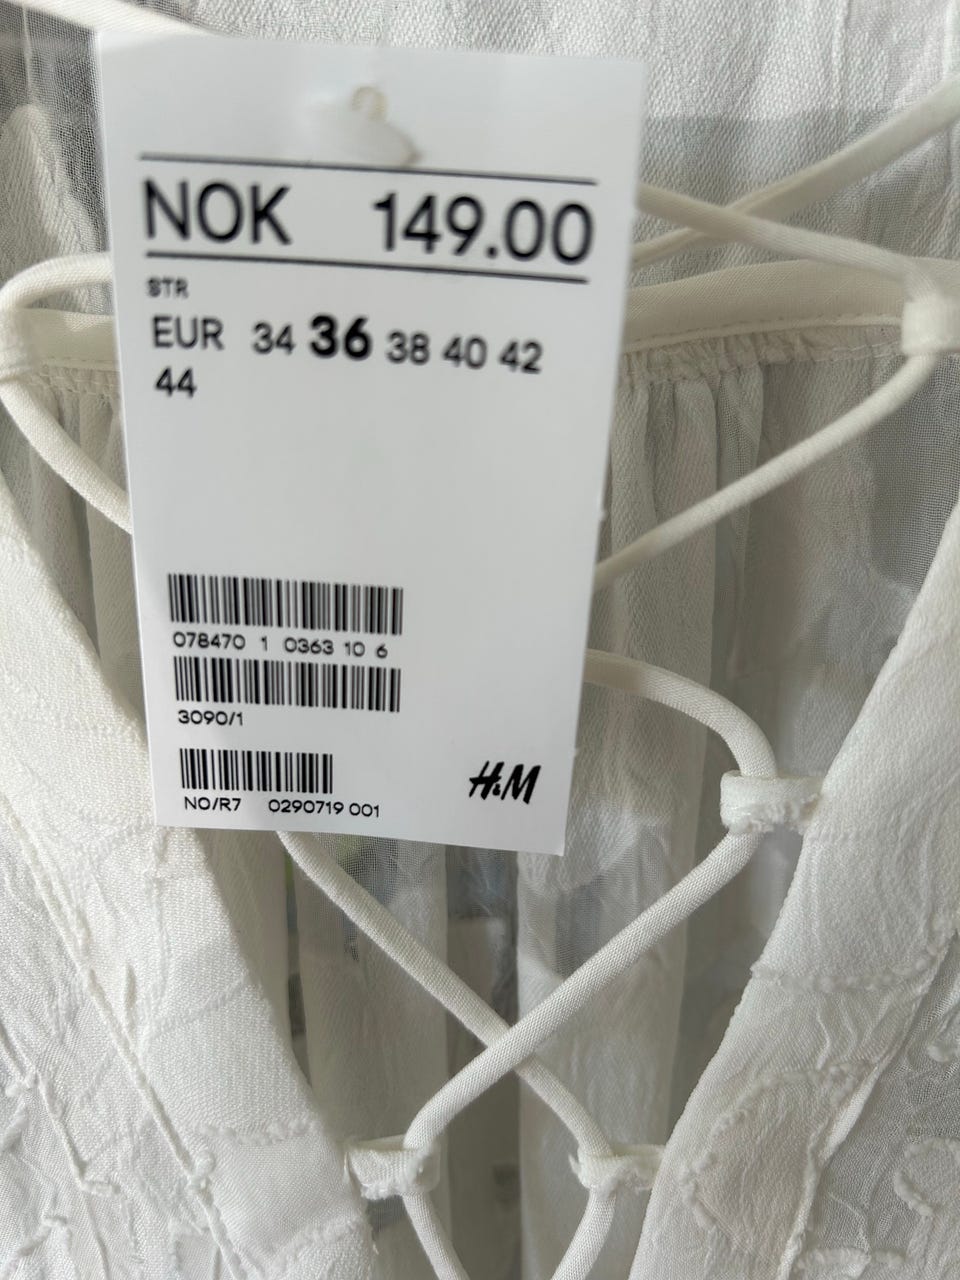 NOK 149.00
STR
EUR 34 36 38 40 42
44
078470 1 0363 10 6
3090/1
NO/R7 0290719 001
H&M